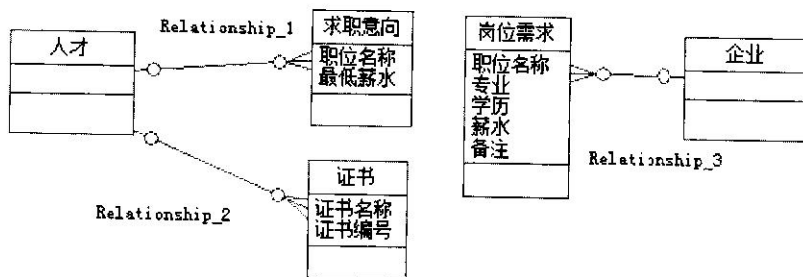 人才
Relationship_1
求职意向
职位名称
最低薪水
Relationship_2
证书
证书名称
证书编号
岗位需求
职位名称
专业
学历
薪水
备注
企业
Relationship_3